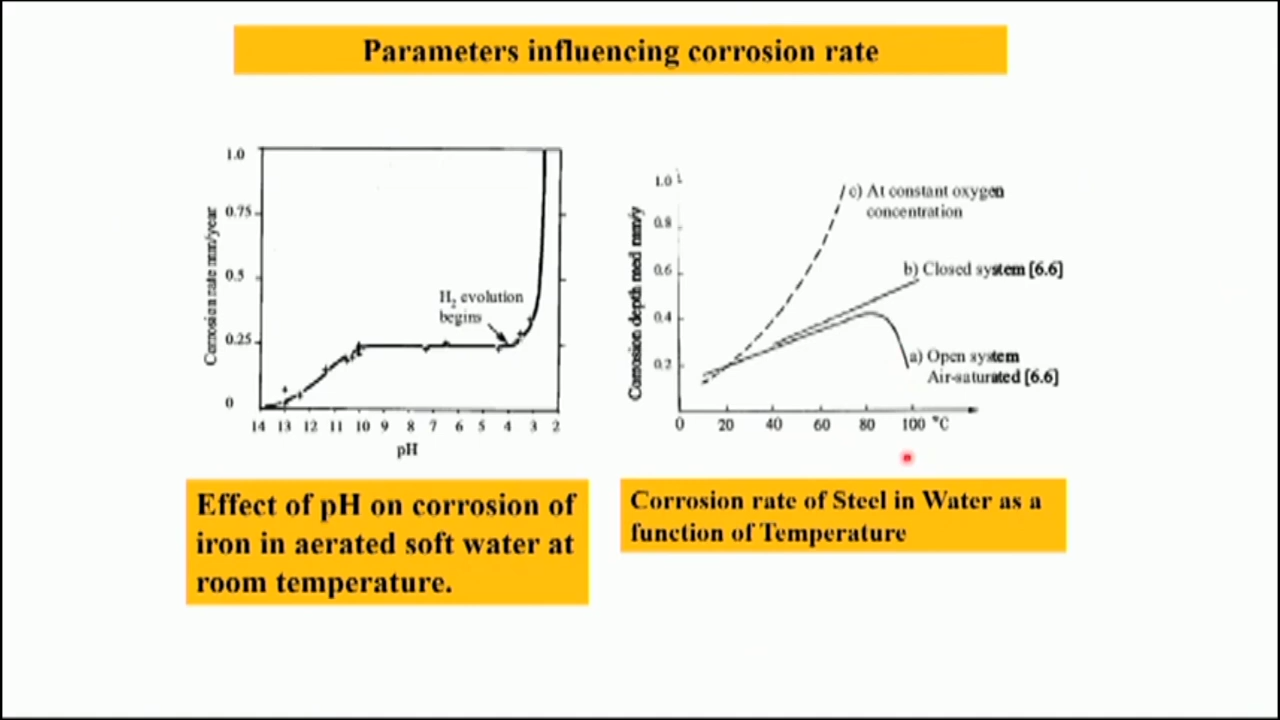 Parameters influencing corrosion rate
1.0
0.75
0.5
0.25
0
Corrosion rate mm/year
H₂ evolution
begins
14 13 12 11 10 9 8 7 6 5 4 3 2
pH
Effect of pH on corrosion of
iron in aerated soft water at
room temperature.
1.0
0.8
0.6
0.4
0.2
Corrosion depth mm/y
c) At constant oxygen
concentration
b) Closed system [6.6]
a) Open system
Air-saturated [6.6]
0 20 40 60 80 100 °C
Corrosion rate of Steel in Water as a
function of Temperature